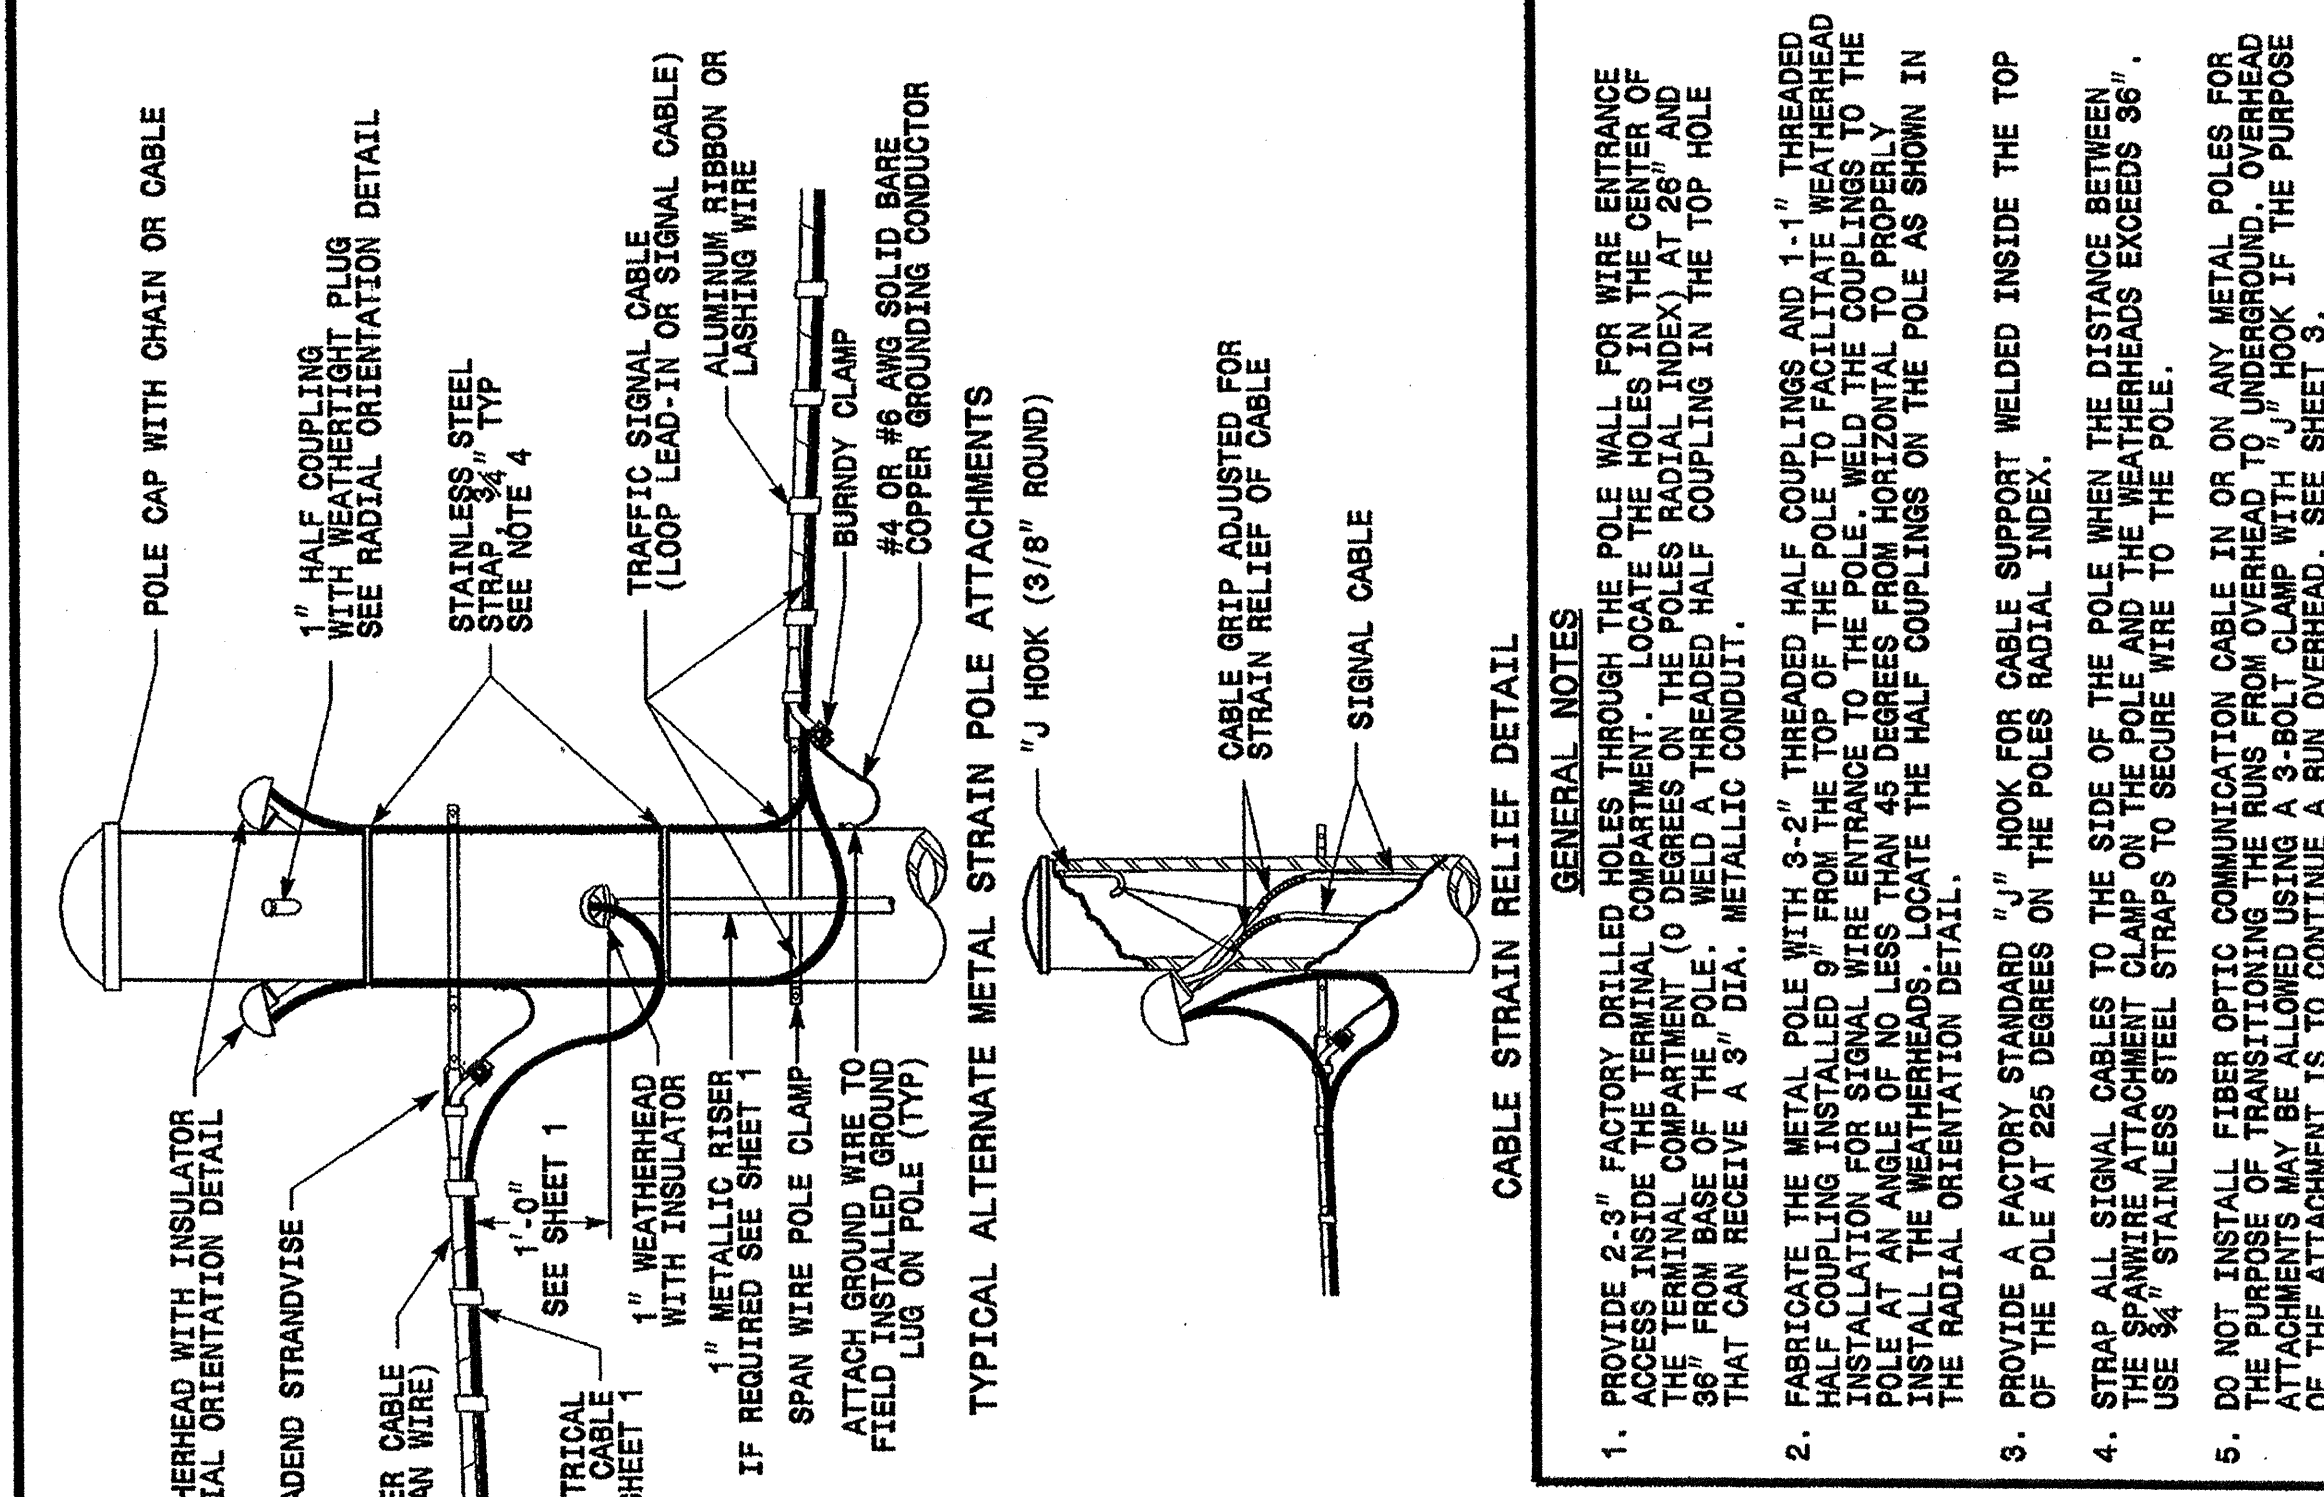 POLE CAP WITH CHAIN OR CABLE
1" HALF COUPLING
WITH WEATHERTIGHT PLUG
SEE RADIAL ORIENTATION DETAIL
STAINLESS STEEL
STRAP, ¾" TYP
SEE NOTE 4
TRAFFIC SIGNAL CABLE
(LOOP LEAD-IN OR SIGNAL CABLE)
ALUMINUM RIBBON OR
LASHING WIRE
BURNDY CLAMP
#4 OR #6 AWG SOLID BARE
COPPER GROUNDING CONDUCTOR
HERHEAD WITH INSULATOR
IAL ORIENTATION DETAIL
ADEND STRANDVISE
ER CABLE
AN WIRE)
TRICAL
CABLE
SHEET 1
1'-0"
SEE SHEET 1
1" WEATHERHEAD
WITH INSULATOR
1" METALLIC RISER
IF REQUIRED SEE SHEET 1
SPAN WIRE POLE CLAMP
ATTACH GROUND WIRE TO
FIELD INSTALLED GROUND
LUG ON POLE (TYP)
TYPICAL ALTERNATE METAL STRAIN POLE ATTACHMENTS
"J HOOK (3/8" ROUND)
CABLE GRIP ADJUSTED FOR
STRAIN RELIEF OF CABLE
SIGNAL CABLE
CABLE STRAIN RELIEF DETAIL
GENERAL NOTES
1. PROVIDE 2-3" FACTORY DRILLED HOLES THROUGH THE POLE WALL FOR WIRE ENTRANCE
ACCESS INSIDE THE TERMINAL COMPARTMENT. LOCATE THE HOLES IN THE CENTER OF
THE TERMINAL COMPARTMENT (0 DEGREES ON THE POLES RADIAL INDEX) AT 26" AND
36" FROM BASE OF THE POLE. WELD A THREADED HALF COUPLING IN THE TOP HOLE
THAT CAN RECEIVE A 3" DIA. METALLIC CONDUIT.
2. FABRICATE THE METAL POLE WITH 3-2" THREADED HALF COUPLINGS AND 1-1" THREADED
HALF COUPLING INSTALLED 9" FROM THE TOP OF THE POLE TO FACILITATE WEATHERHEAD
INSTALLATION FOR SIGNAL WIRE ENTRANCE TO THE POLE. WELD THE COUPLINGS TO THE
POLE AT AN ANGLE OF NO LESS THAN 45 DEGREES FROM HORIZONTAL TO PROPERLY
INSTALL THE WEATHERHEADS. LOCATE THE HALF COUPLINGS ON THE POLE AS SHOWN IN
THE RADIAL ORIENTATION DETAIL.
3. PROVIDE A FACTORY STANDARD "J" HOOK FOR CABLE SUPPORT WELDED INSIDE THE TOP
OF THE POLE AT 225 DEGREES ON THE POLES RADIAL INDEX.
4. STRAP ALL SIGNAL CABLES TO THE SIDE OF THE POLE WHEN THE DISTANCE BETWEEN
THE SPANWIRE ATTACHMENT CLAMP ON THE POLE AND THE WEATHERHEADS EXCEEDS 36".
USE ¾" STAINLESS STEEL STRAPS TO SECURE WIRE TO THE POLE.
5. DO NOT INSTALL FIBER OPTIC COMMUNICATION CABLE IN OR ON ANY METAL POLES FOR
THE PURPOSE OF TRANSITIONING THE RUNS FROM OVERHEAD TO UNDERGROUND. OVERHEAD
ATTACHMENTS MAY BE ALLOWED USING A 3-BOLT CLAMP WITH "J" HOOK IF THE PURPOSE
OF THE ATTACHMENT IS TO CONTINUE A RUN OVERHEAD. SEE SHEET 3.